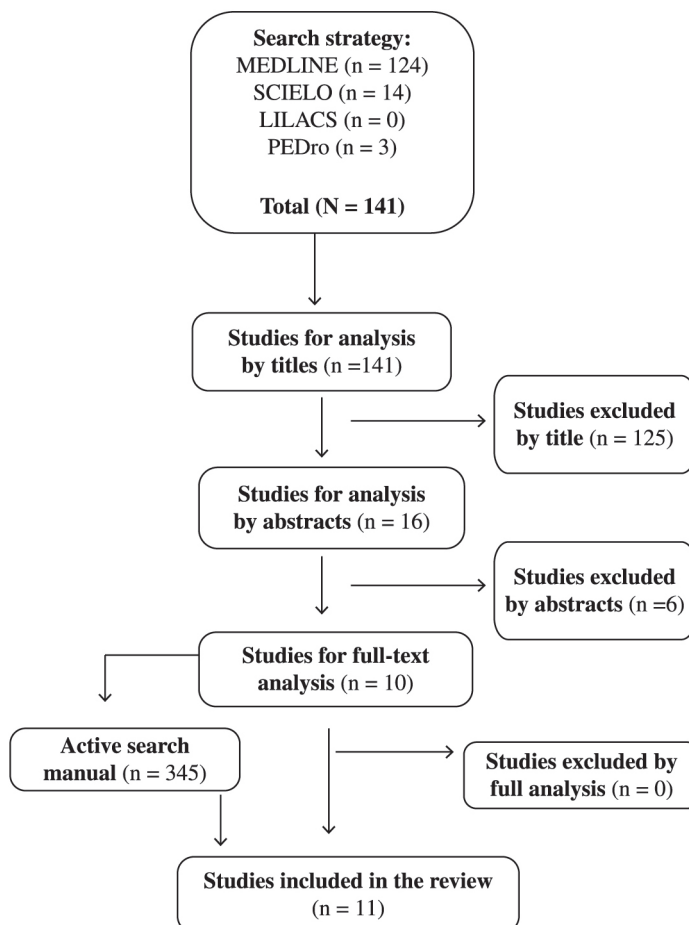 Search strategy:
MEDLINE (n = 124)
SCIELO (n = 14)
LILACS (n = 0)
PEDro (n = 3)
Total (N = 141)
Studies for analysis
by titles (n =141)
Studies excluded
by title (n = 125)
Studies for analysis
by abstracts (n = 16)
Studies excluded
by abstracts (n =6)
Studies for full-text
analysis (n = 10)
Active search
manual (n = 345)
Studies excluded by
full analysis (n = 0)
Studies included in the review
(n = 11)